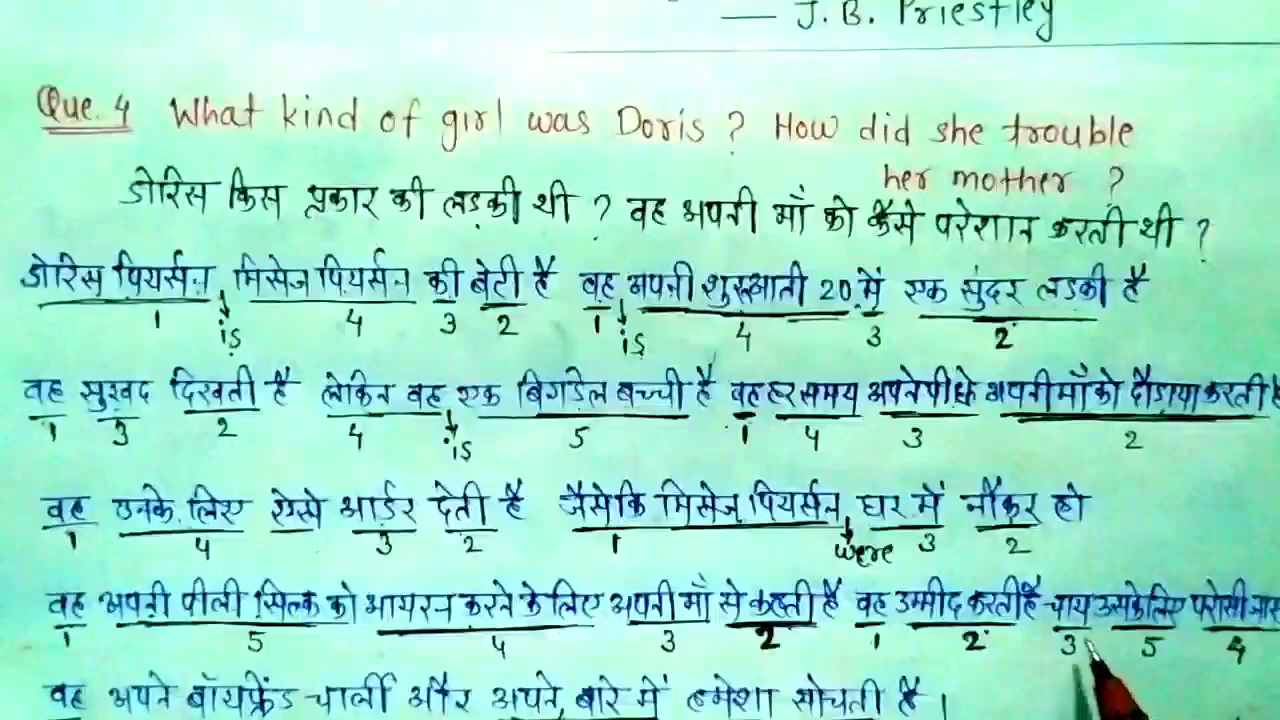 — J. B. Priestley
Que. 4 What kind of girl was Doris ? How did she trouble
her mother ?
डोरिस किस प्रकार की लड़की थी ? वह अपनी माँ को कैसे परेशान करती थी ?
डोरिस पियर्सन, मिसेज पियर्सन की बेटी है वह अपनी शुरुआती 20 में एक सुंदर लडकी है
1 is 4 3 2 1 is 4 3 2
वह सुखद दिखती है लेकिन वह एक बिगडेल बच्ची है वह हर समय अपने पीछे अपनी माँ को दौडाया करती है
1 3 2 4 is 5 1 4 3 2
वह उनके लिए ऐसे आर्डर देती है जैसेकि मिसेज पियर्सन, घर में नौकर हो
1 4 3 2 1 were 3 2
वह अपनी पीली सिल्क को आयरन करने के लिए अपनी माँ से कहती है वह उम्मीद करती है चाय उसके लिए परोसी जाए
1 5 4 3 2 1 2 3 5 4
वह अपने बॉयफ्रेंड चार्ली और अपने बारे में हमेशा सोचती है।